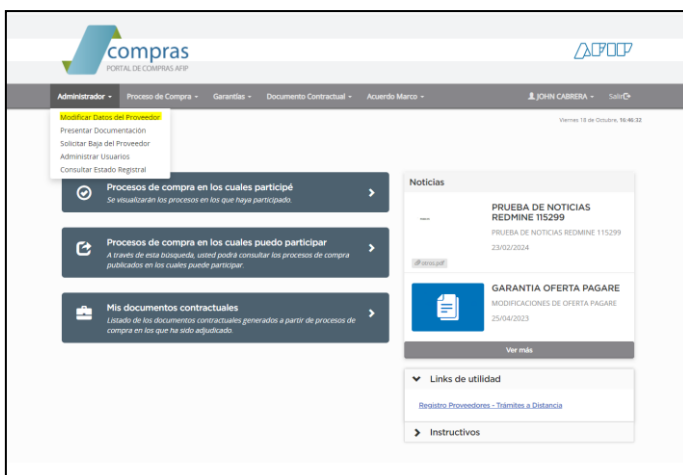 compras
PORTAL DE COMPRAS AFIP
AFIP
Administrador
Proceso de Compra
Garantías
Documento Contractual
Acuerdo Marco
JOHN CABRERA
Salir
Modificar Datos del Proveedor
Presentar Documentación
Solicitar Baja del Proveedor
Administrar Usuarios
Consultar Estado Registral
Viernes 18 de Octubre, 16:46:32
Procesos de compra en los cuales participé
Se visualizarán los procesos en los que haya participado.
Procesos de compra en los cuales puedo participar
A través de esta búsqueda, usted podrá consultar los procesos de compra
publicados en los cuales puede participar.
Mis documentos contractuales
Listado de los documentos contractuales generados a partir de procesos de
compra en los que ha sido adjudicado.
Noticias
PRUEBA DE NOTICIAS
REDMINE 115299
PRUEBA DE NOTICIAS REDMINE 115299
23/02/2024
GARANTIA OFERTA PAGARE
MODIFICACIONES DE OFERTA PAGARE
25/04/2023
Ver más
Links de utilidad
Registro Proveedores - Trámites a Distancia
Instructivos